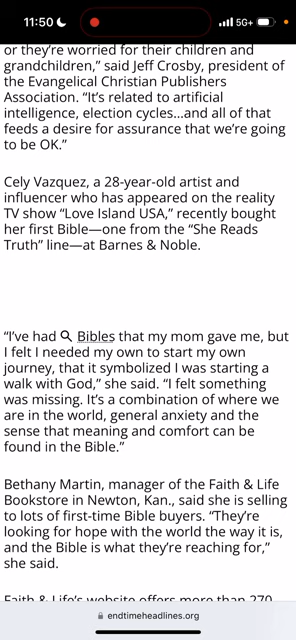 11:50
5G+
or they're worried for their children and
grandchildren,” said Jeff Crosby, president of
the Evangelical Christian Publishers
Association. “It's related to artificial
intelligence, election cycles…and all of that
feeds a desire for assurance that we're going
to be OK.”
Cely Vazquez, a 28-year-old artist and
influencer who has appeared on the reality
TV show “Love Island USA,” recently bought
her first Bible—one from the “She Reads
Truth” line—at Barnes & Noble.
“I've had Bibles that my mom gave me, but
I felt I needed my own to start my own
journey, that it symbolized I was starting a
walk with God,” she said. “I felt something
was missing. It's a combination of where we
are in the world, general anxiety and the
sense that meaning and comfort can be
found in the Bible.”
Bethany Martin, manager of the Faith & Life
Bookstore in Newton, Kan., said she is selling
to lots of first-time Bible buyers. “They're
looking for hope with the world the way it is,
and the Bible is what they're reaching for,”
she said.
Faith & Life's website offers more than 270
endtimeheadlines.org